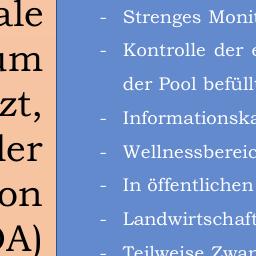 ale
um
zt,
ler
on
OA)
- Strenges Monit
- Kontrolle der e
der Pool befüllt
- Informationska
- Wellnessbereic
- In öffentlichen
- Landwirtschaft
- Teilweise Zwan